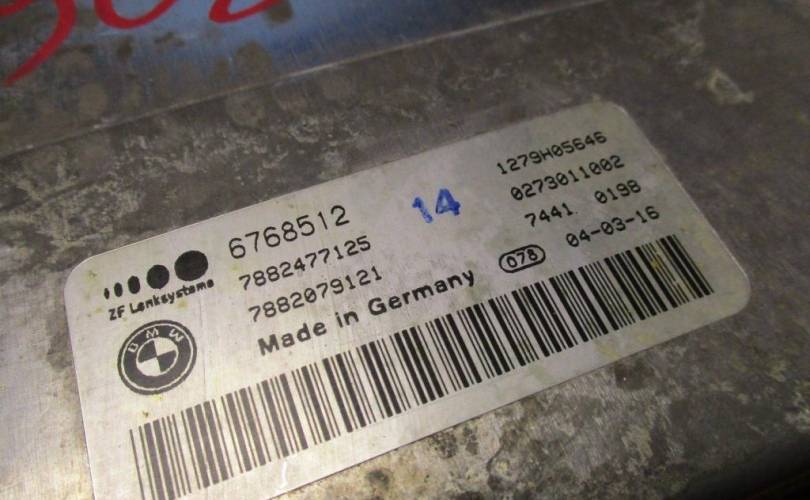 6768512
7882477125
7882079121
Made in Germany
ZF Lenksysteme
BMW
14
1279H05646
0273011002
7441 0198
078
04-03-16